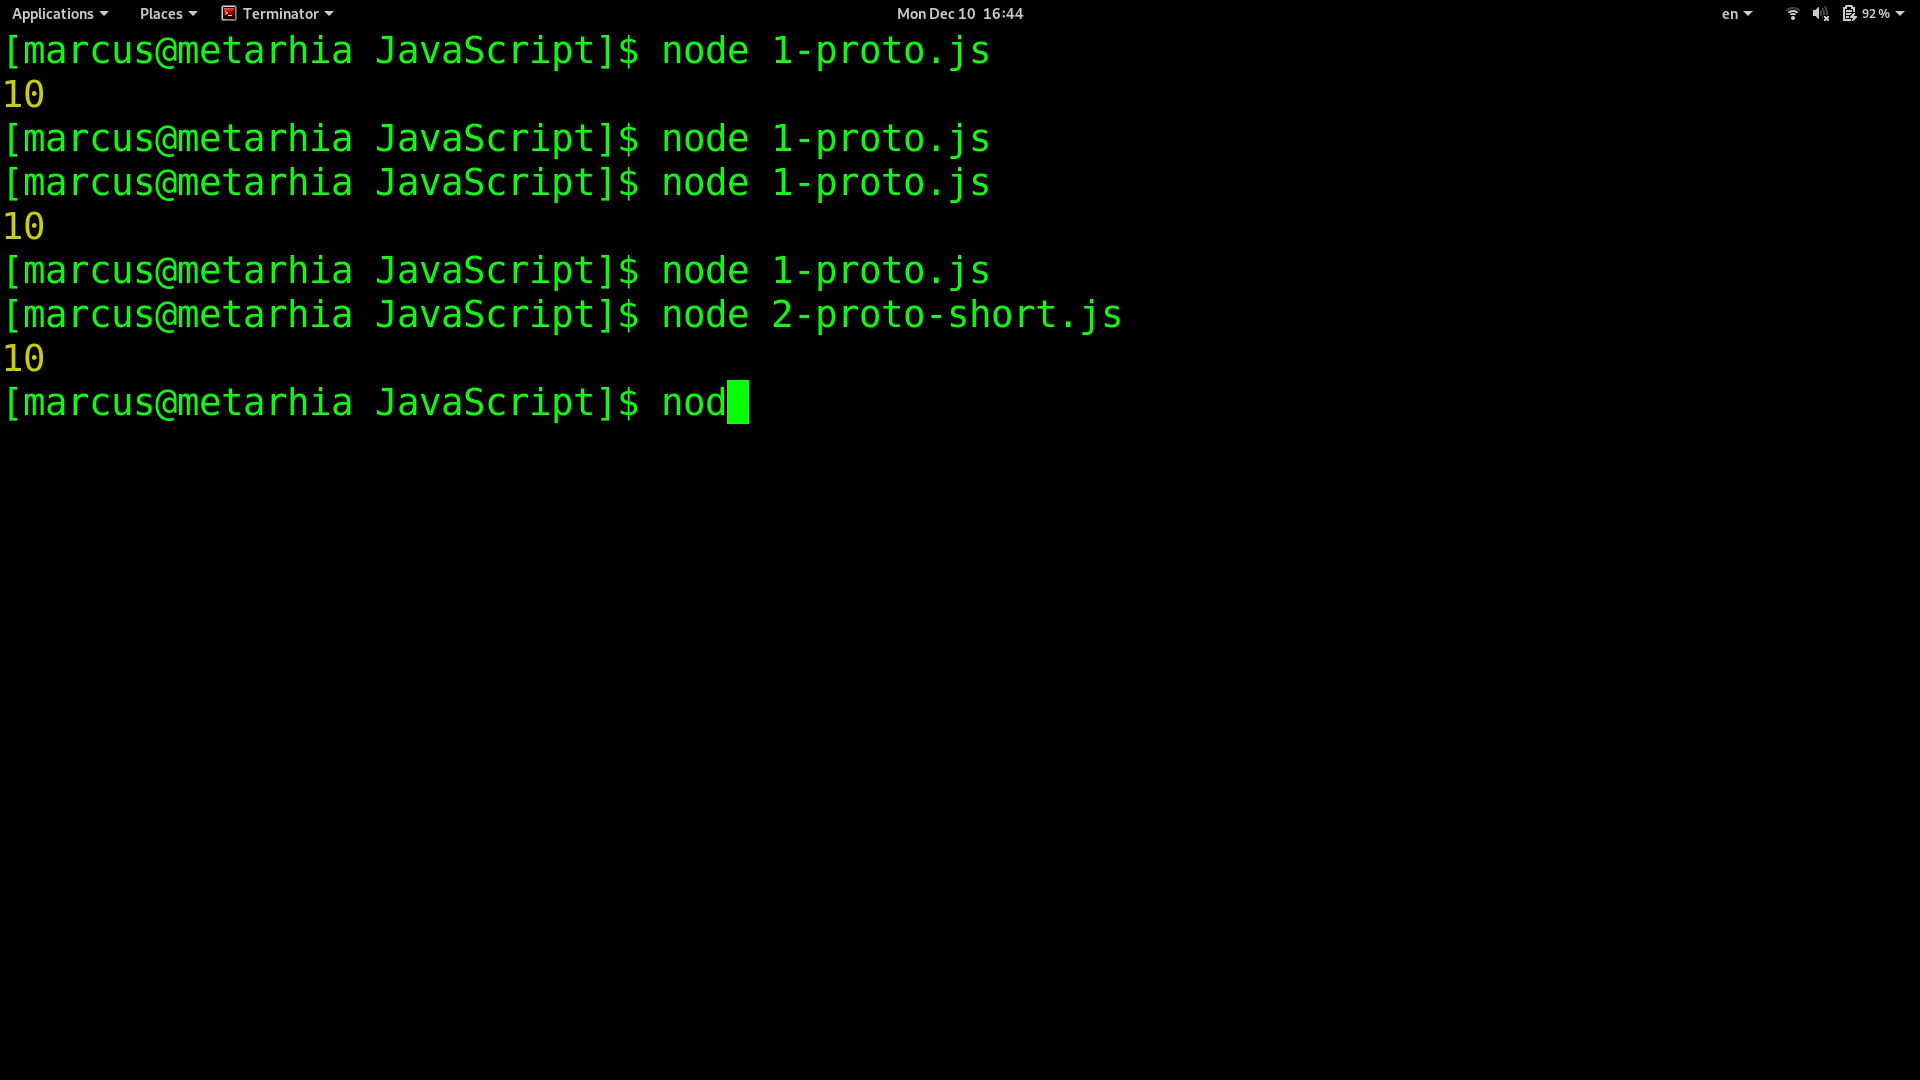 Applications Places Terminator Mon Dec 10 16:44 en 92%
[marcus@metarhia JavaScript]$ node 1-proto.js
10
[marcus@metarhia JavaScript]$ node 1-proto.js
[marcus@metarhia JavaScript]$ node 1-proto.js
10
[marcus@metarhia JavaScript]$ node 1-proto.js
[marcus@metarhia JavaScript]$ node 2-proto-short.js
10
[marcus@metarhia JavaScript]$ nod